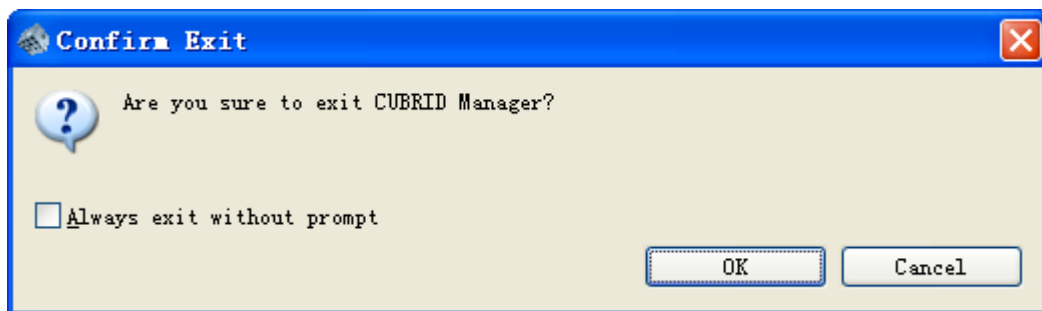 Confirm Exit
Are you sure to exit CUBRID Manager?
Always exit without prompt
OK
Cancel